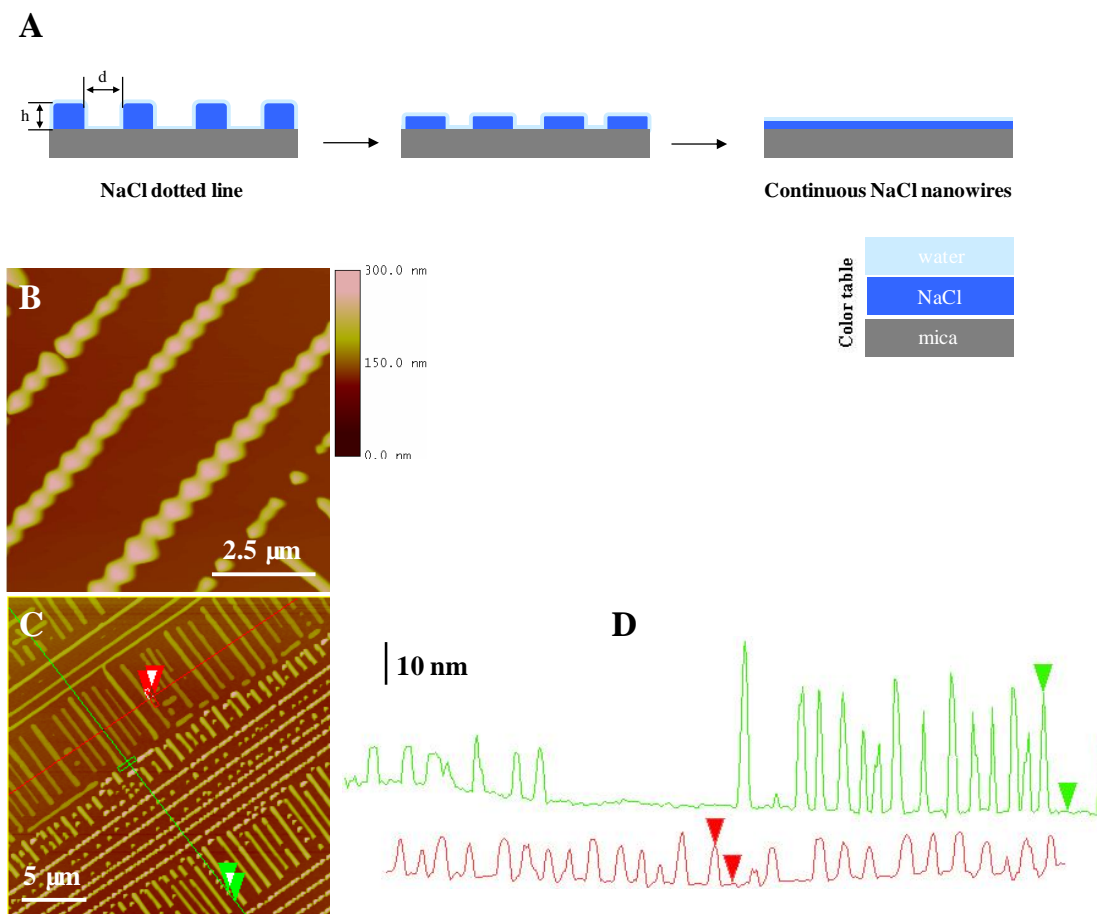 A
d
h
NaCl dotted line
Continuous NaCl nanowires
Color table
water
NaCl
mica
B
300.0 nm
150.0 nm
0.0 nm
2.5 µm
C
5 µm
D
10 nm